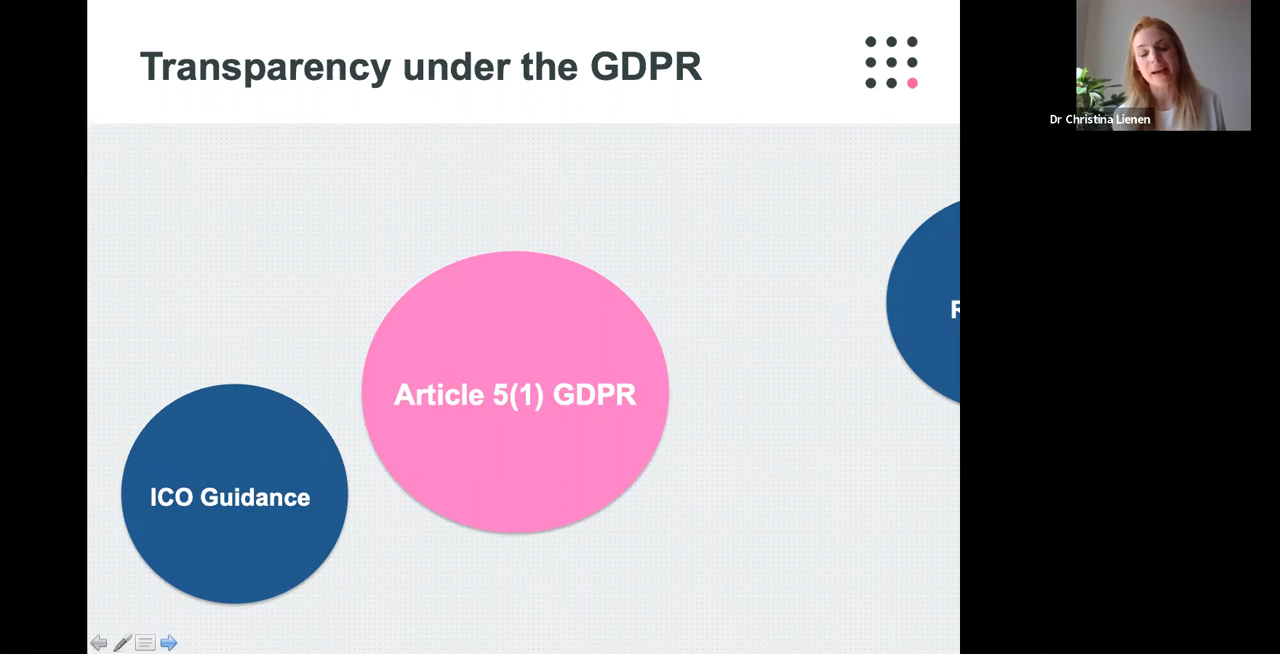 Transparency under the GDPR
Dr Christina Lienen
Article 5(1) GDPR
ICO Guidance